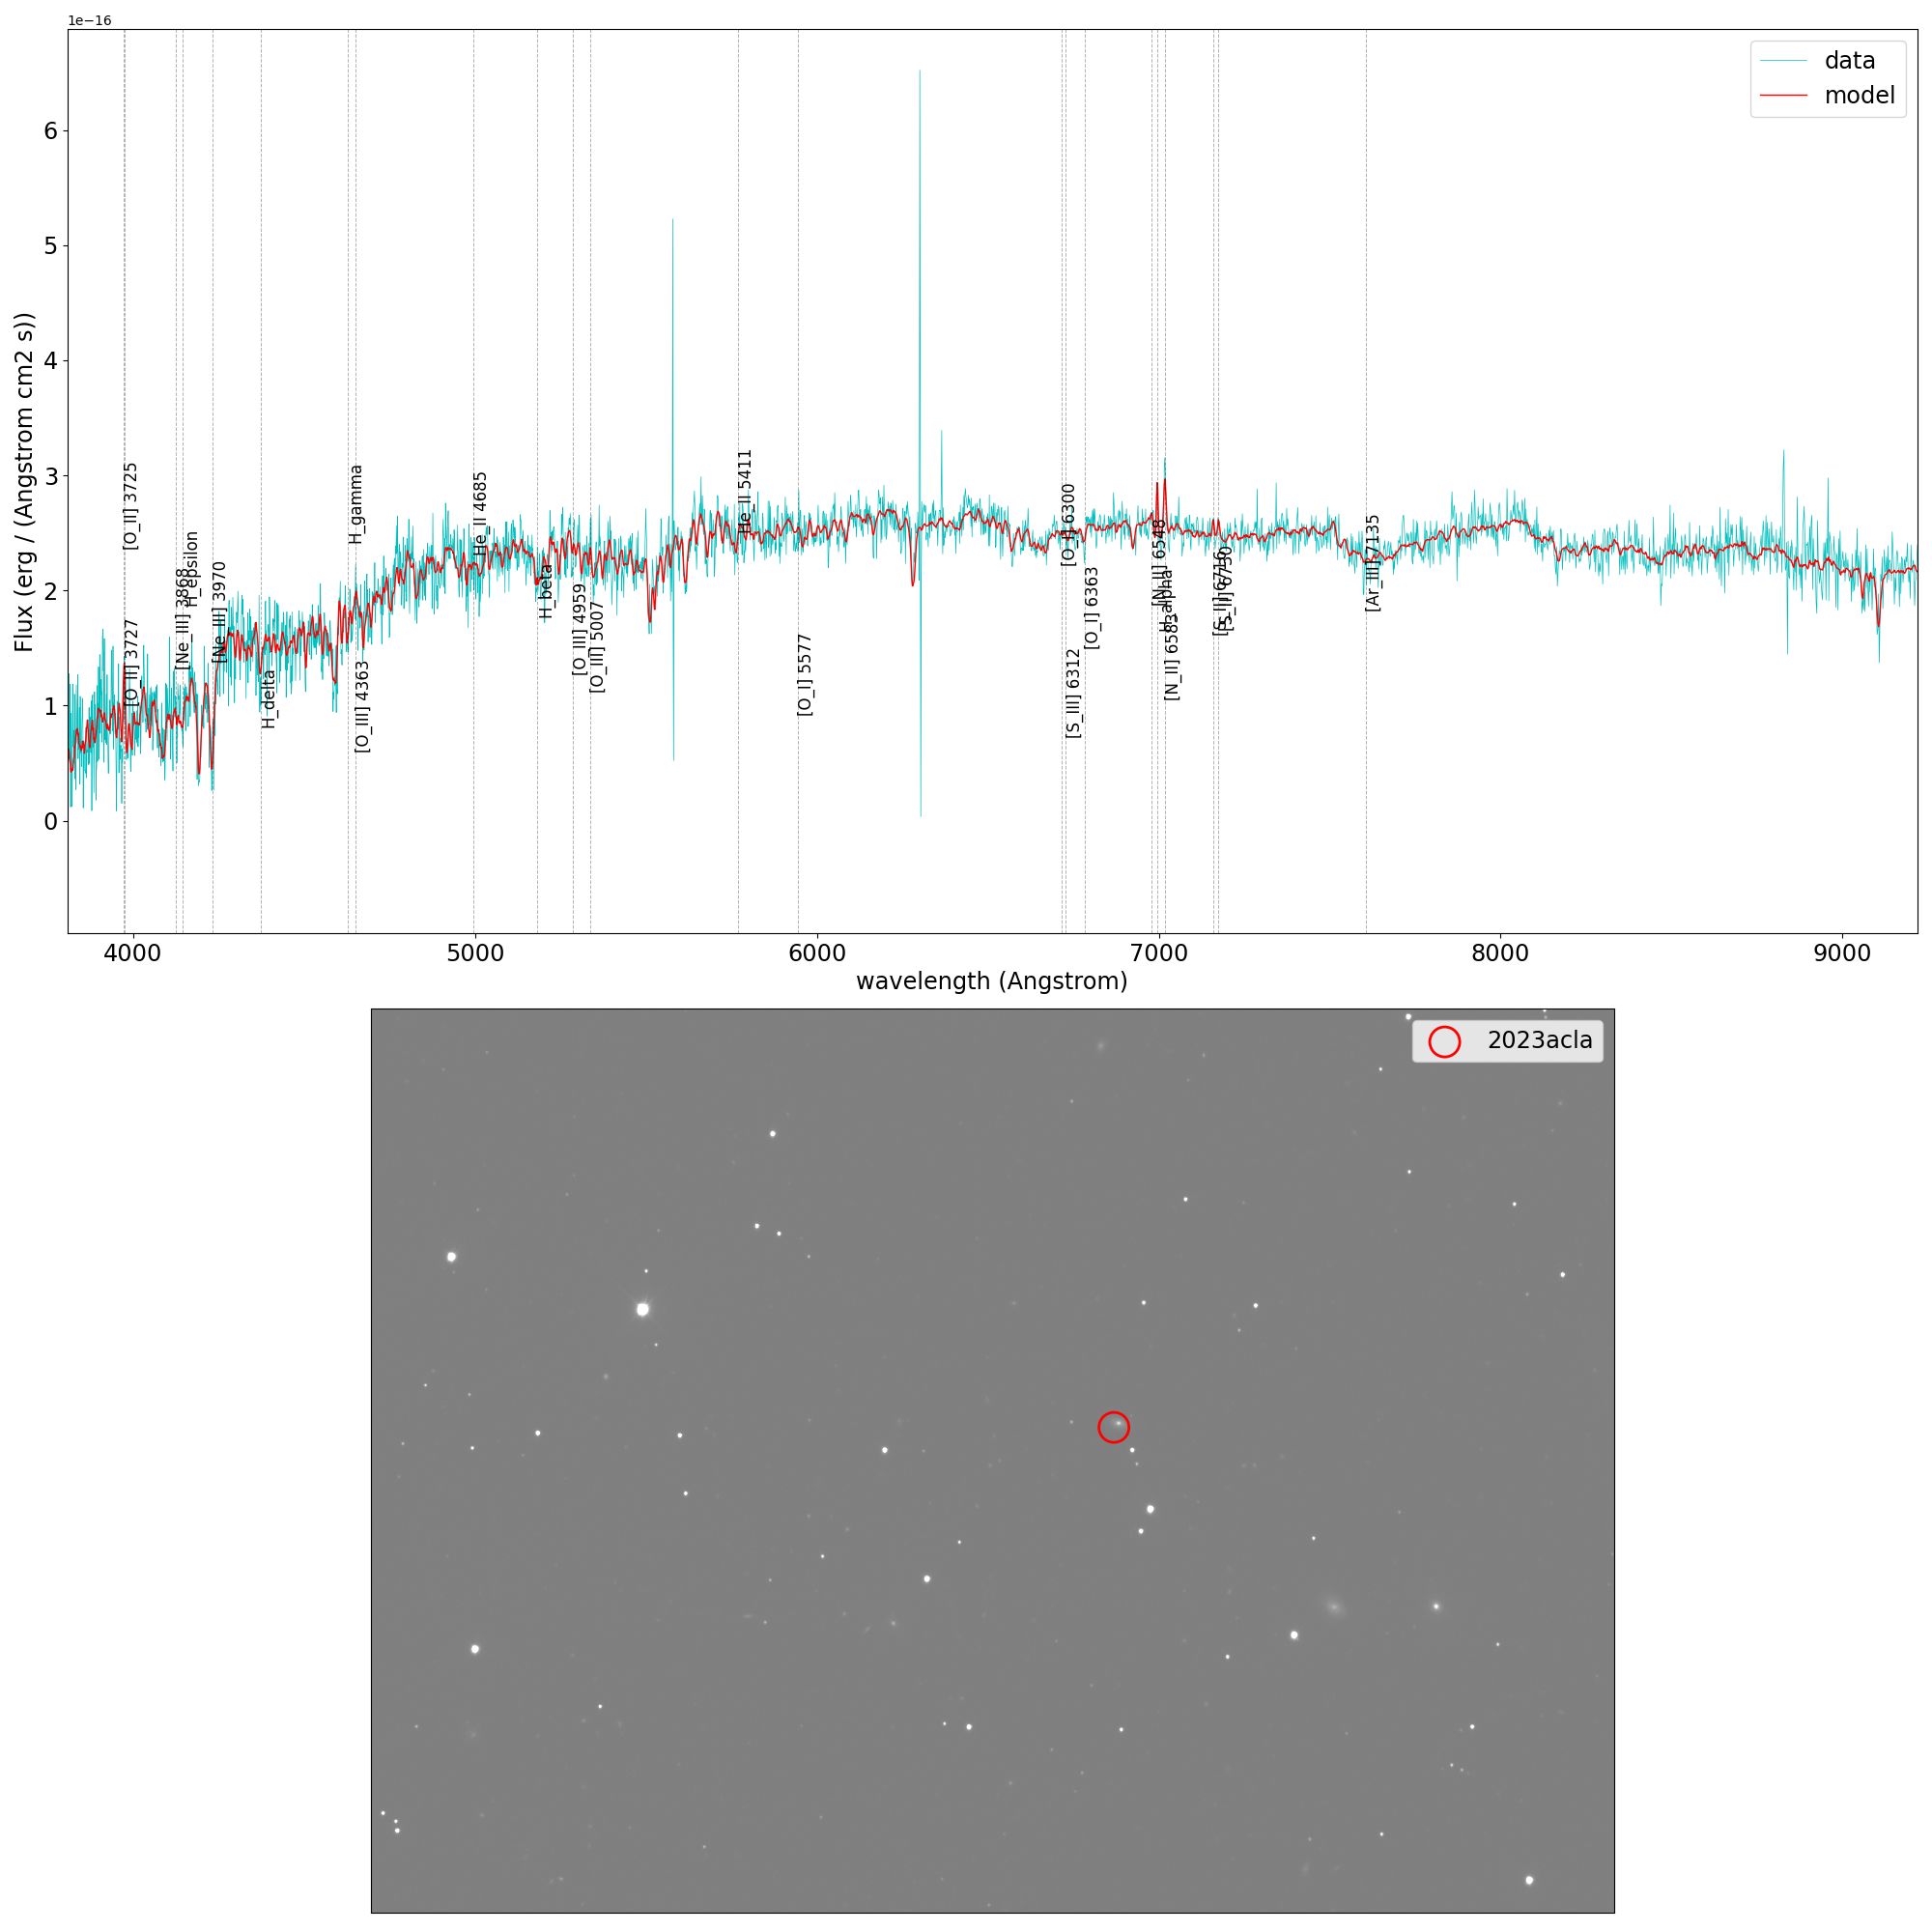 1e−16
data
model
Flux (erg / (Angstrom cm2 s))
6
5
4
3
2
1
0
[O_II] 3725
[O_II] 3727
[Ne_III] 3868
H_epsilon
[Ne_III] 3970
H_delta
H_gamma
[O_III] 4363
He_II 4685
H_beta
[O_III] 4959
[O_III] 5007
He_II 5411
[O_I] 5577
[O_I] 6300
[S_III] 6312
[O_I] 6363
[N_II] 6548
H_alpha
[N_II] 6583
[S_II] 6716
[S_II] 6730
[Ar_III] 7135
4000
5000
6000
7000
8000
9000
wavelength (Angstrom)
2023acla